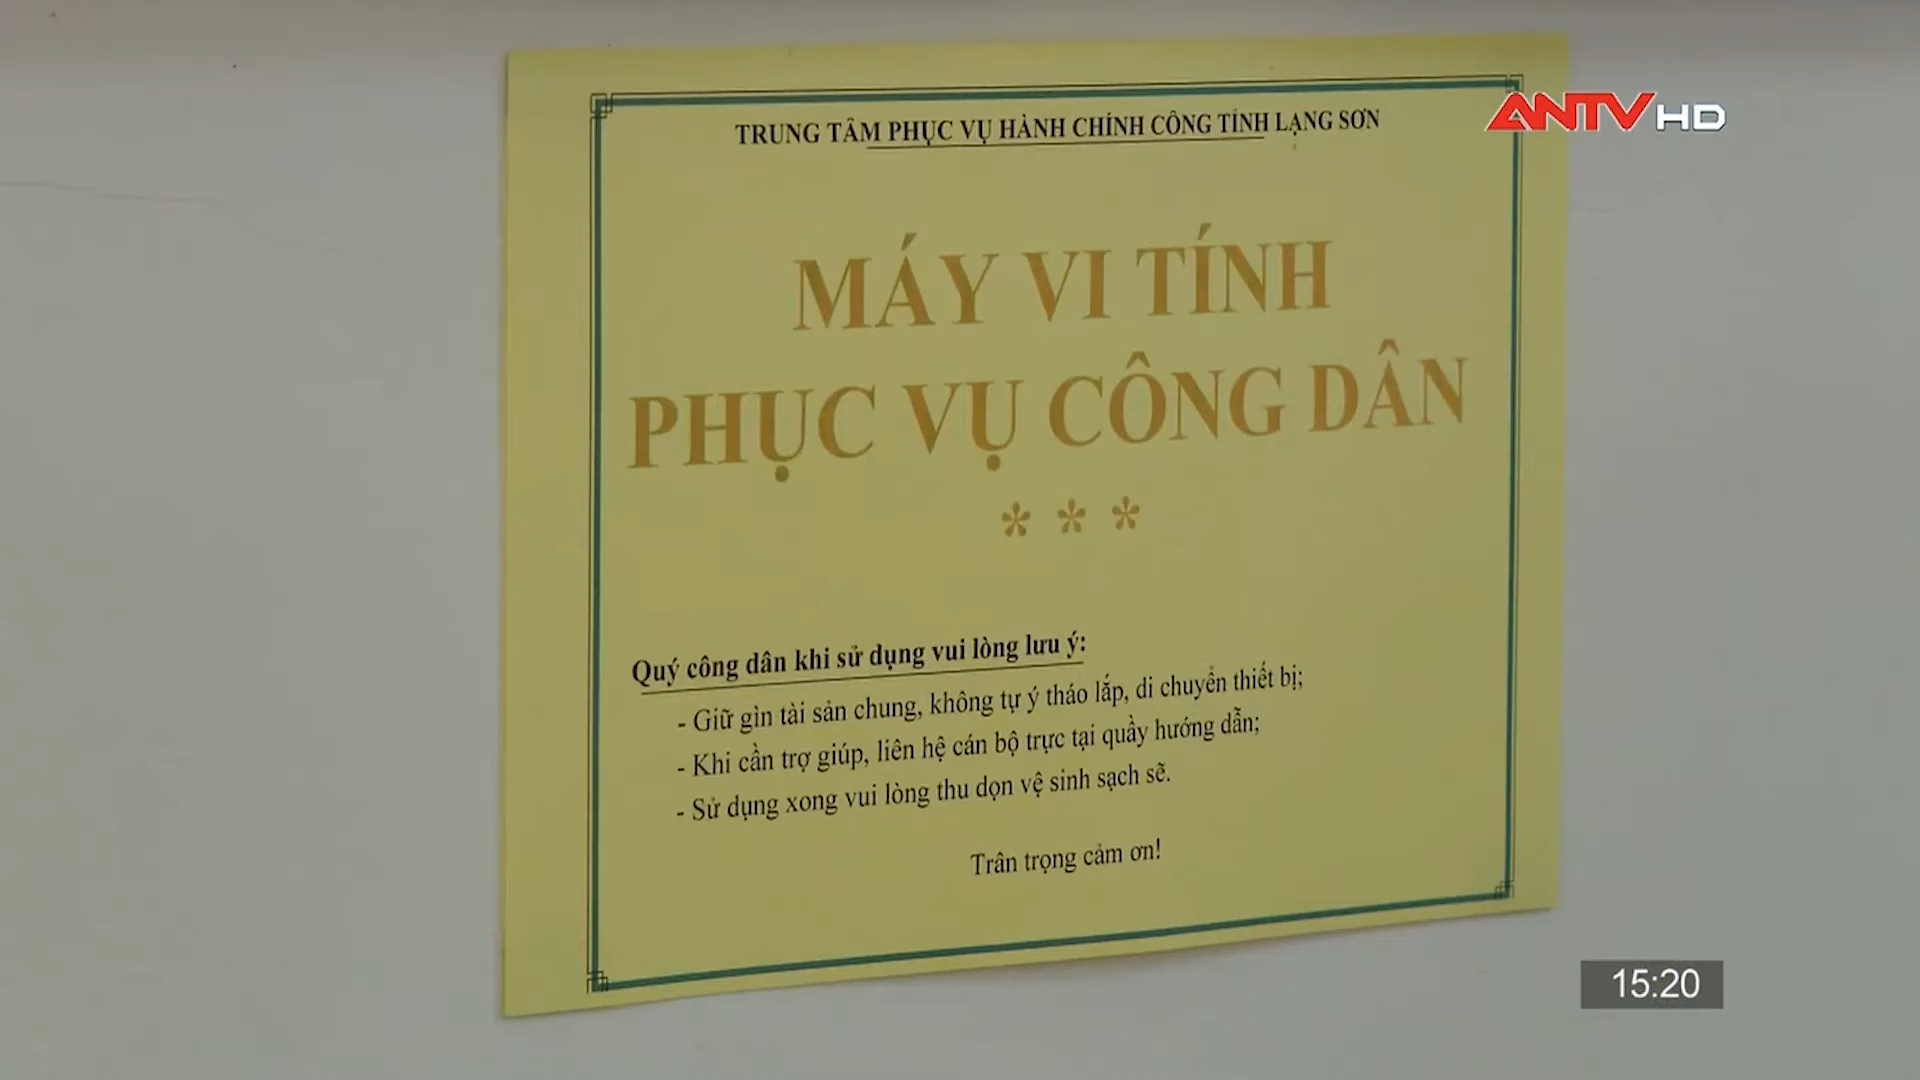 TRUNG TÂM PHỤC VỤ HÀNH CHÍNH CÔNG TỈNH LẠNG SƠN
ANTV HD
MÁY VI TÍNH
PHỤC VỤ CÔNG DÂN
* * *
Quý công dân khi sử dụng vui lòng lưu ý:
- Giữ gìn tài sản chung, không tự ý tháo lắp, di chuyển thiết bị;
- Khi cần trợ giúp, liên hệ cán bộ trực tại quầy hướng dẫn;
- Sử dụng xong vui lòng thu dọn vệ sinh sạch sẽ.
Trân trọng cảm ơn!
15:20